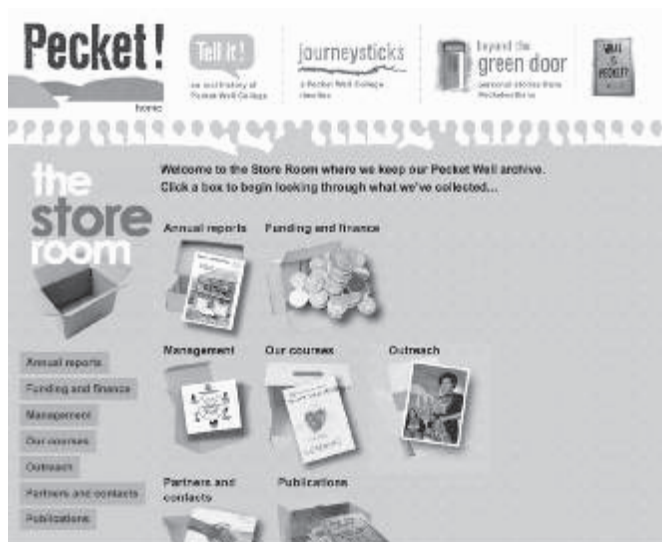 Pecket!
home
Tell it!
an oral history of
Pecket Well College
journeysticks
a Pecket Well College
timeline
beyond the
green door
personal stories from
WHAT
IS
PECKET?
the
store
room
Welcome to the Store Room where we keep our Pecket Well archive.
Click a box to begin looking through what we've collected...
Annual reports
Funding and finance
Management
Our courses
Outreach
Partners and
contacts
Publications
Annual reports
Funding and finance
Management
Our courses
Outreach
Partners and contacts
Publications